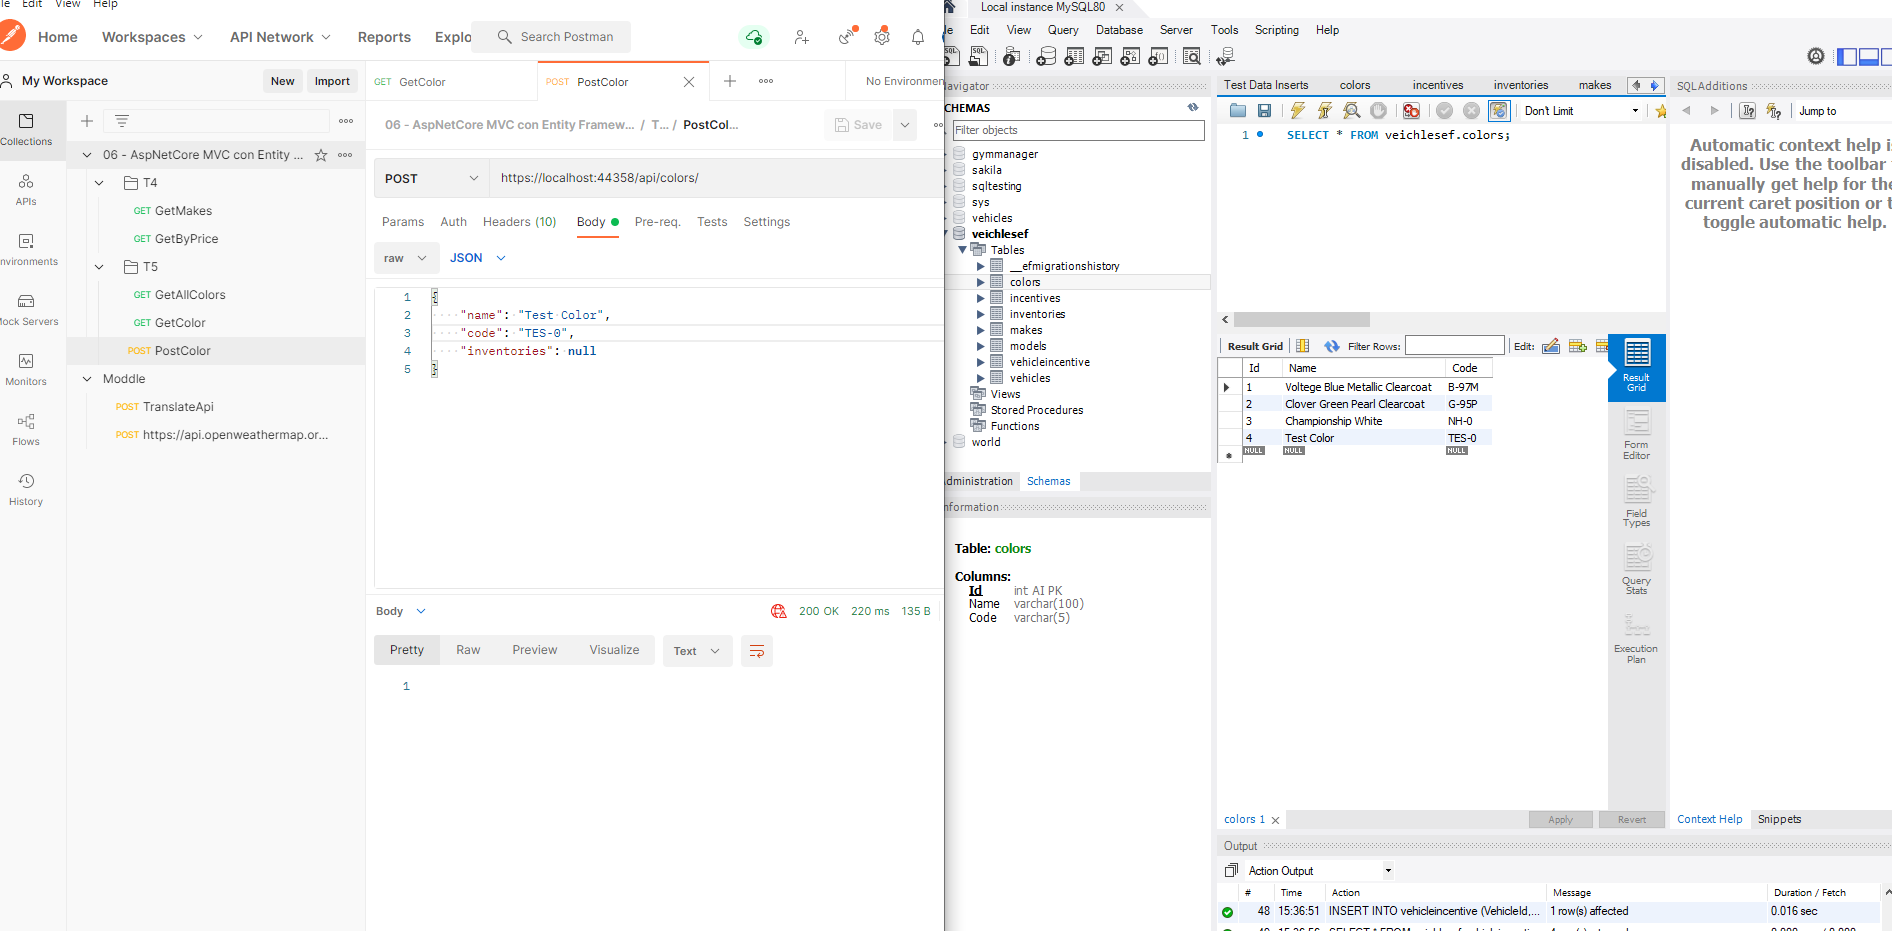 Edit View Help
Home Workspaces API Network Reports Explo Search Postman
My Workspace New Import
GET GetColor
POST PostColor
No Environmen
Collections
APIs
nvironments
Mock Servers
Monitors
Flows
History
06 - AspNetCore MVC con Entity ...
T4
GET GetMakes
GET GetByPrice
T5
GET GetAllColors
GET GetColor
POST PostColor
Moddle
POST TranslateApi
POST https://api.openweathermap.or...
06 - AspNetCore MVC con Entity Framew... / T... / PostCol...
Save
POST https://localhost:44358/api/colors/
Params Auth Headers (10) Body Pre-req. Tests Settings
raw JSON
1 {
2 "name": "Test Color",
3 "code": "TES-0",
4 "inventories": null
5 }
Body 200 OK 220 ms 135 B
Pretty Raw Preview Visualize Text
1
Local instance MySQL80
Edit View Query Database Server Tools Scripting Help
avigator
CHEMAS
Filter objects
gymmanager
sakila
sqltesting
sys
vehicles
veichlesef
Tables
__efmigrationshistory
colors
incentives
inventories
makes
models
vehicleincentive
vehicles
Views
Stored Procedures
Functions
world
dministration Schemas
nformation
Table: colors
Columns:
Id int AI PK
Name varchar(100)
Code varchar(5)
Test Data Inserts colors incentives inventories makes
Don't Limit
1 SELECT * FROM veichlesef.colors;
Result Grid Filter Rows: Edit:
Id Name Code
1 Voltege Blue Metallic Clearcoat B-97M
2 Clover Green Pearl Clearcoat G-95P
3 Championship White NH-0
4 Test Color TES-0
NULL NULL NULL
Result Grid
Form Editor
Field Types
Query Stats
Execution Plan
colors 1 Apply Revert
SQLAdditions
Jump to
Automatic context help is
disabled. Use the toolbar
manually get help for the
current caret position or t
toggle automatic help.
Context Help Snippets
Output
Action Output
# Time Action Message Duration / Fetch
48 15:36:51 INSERT INTO vehicleincentive (VehicleId,... 1 row(s) affected 0.016 sec